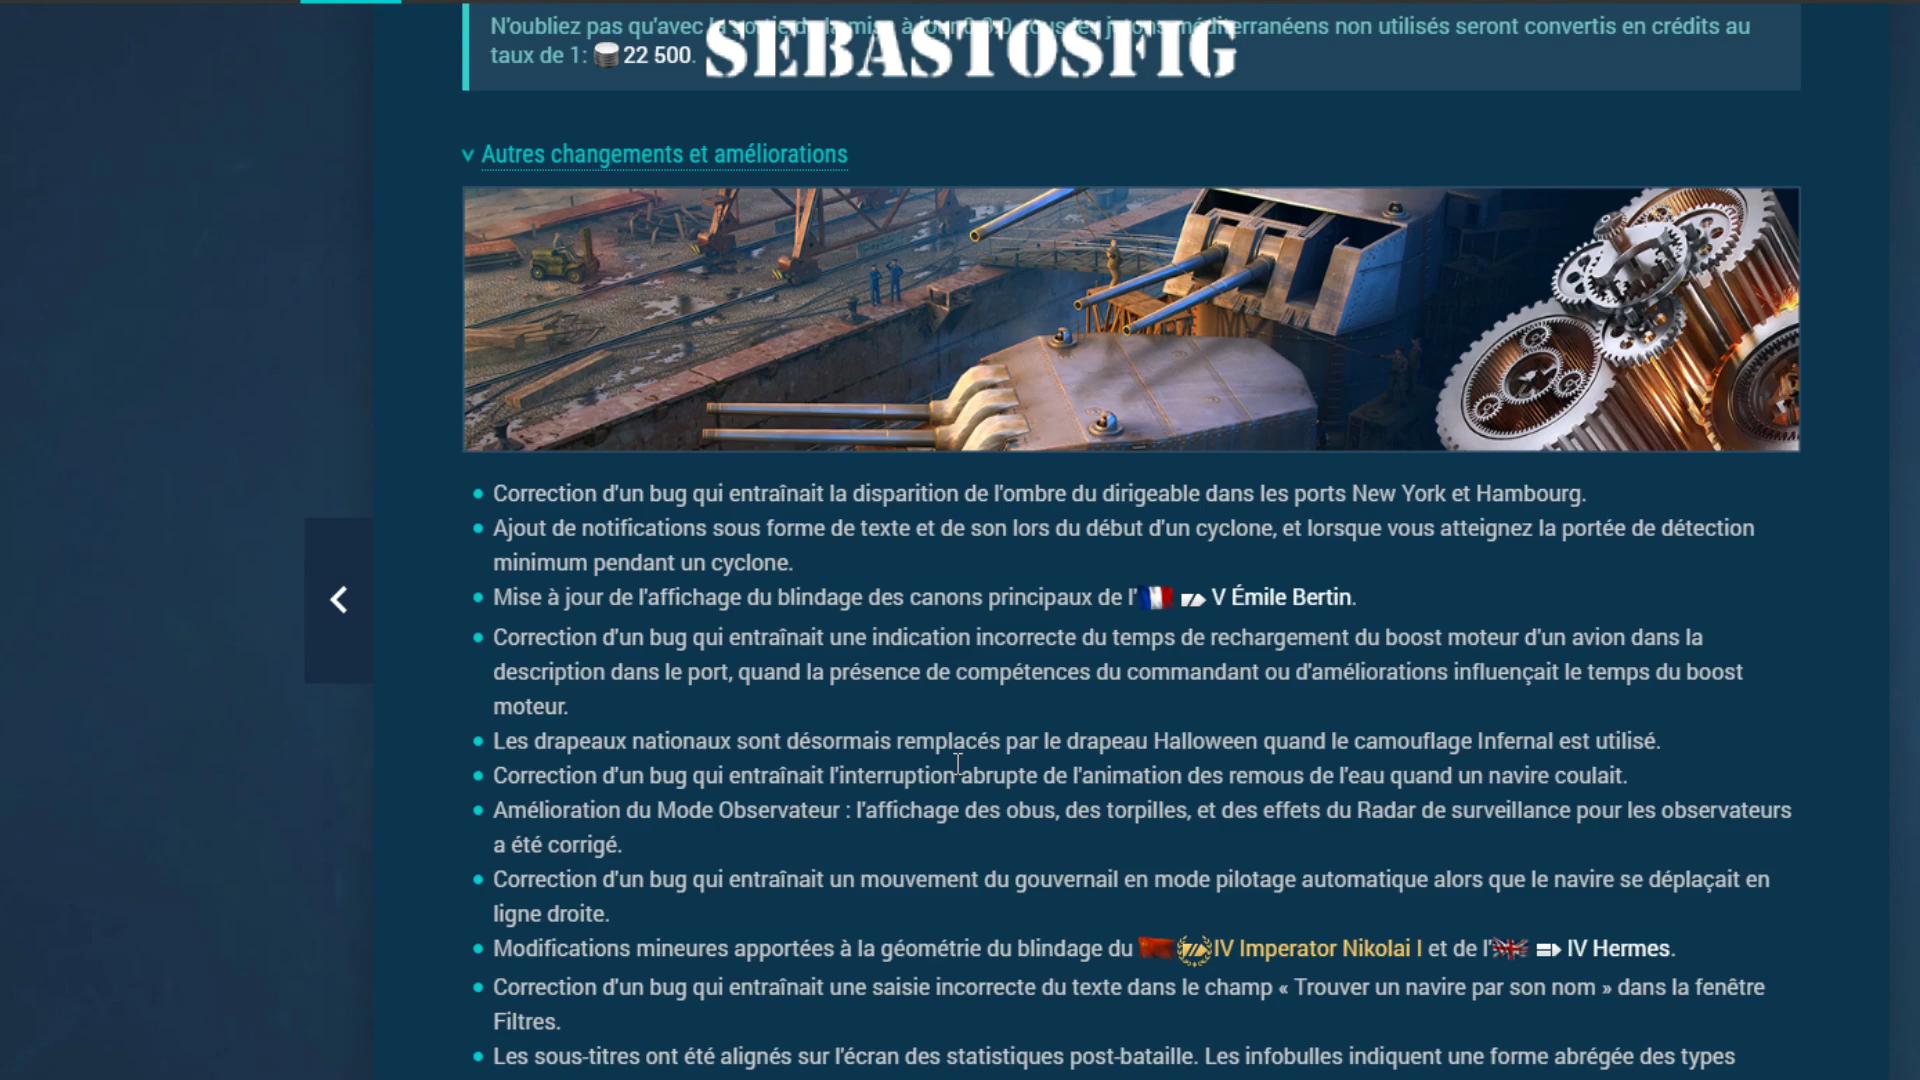 N'oubliez pas qu'avec la sortie de la mise à jour 0.9.0, tous les jetons méditerranéens non utilisés seront convertis en crédits au
taux de 1: 22 500.
SEBASTOSFIG
Autres changements et améliorations
Correction d'un bug qui entraînait la disparition de l'ombre du dirigeable dans les ports New York et Hambourg.
Ajout de notifications sous forme de texte et de son lors du début d'un cyclone, et lorsque vous atteignez la portée de détection
minimum pendant un cyclone.
Mise à jour de l'affichage du blindage des canons principaux de l' V Émile Bertin.
Correction d'un bug qui entraînait une indication incorrecte du temps de rechargement du boost moteur d'un avion dans la
description dans le port, quand la présence de compétences du commandant ou d'améliorations influençait le temps du boost
moteur.
Les drapeaux nationaux sont désormais remplacés par le drapeau Halloween quand le camouflage Infernal est utilisé.
Correction d'un bug qui entraînait l'interruption abrupte de l'animation des remous de l'eau quand un navire coulait.
Amélioration du Mode Observateur : l'affichage des obus, des torpilles, et des effets du Radar de surveillance pour les observateurs
a été corrigé.
Correction d'un bug qui entraînait un mouvement du gouvernail en mode pilotage automatique alors que le navire se déplaçait en
ligne droite.
Modifications mineures apportées à la géométrie du blindage du IV Imperator Nikolai I et de l' IV Hermes.
Correction d'un bug qui entraînait une saisie incorrecte du texte dans le champ « Trouver un navire par son nom » dans la fenêtre
Filtres.
Les sous-titres ont été alignés sur l'écran des statistiques post-bataille. Les infobulles indiquent une forme abrégée des types